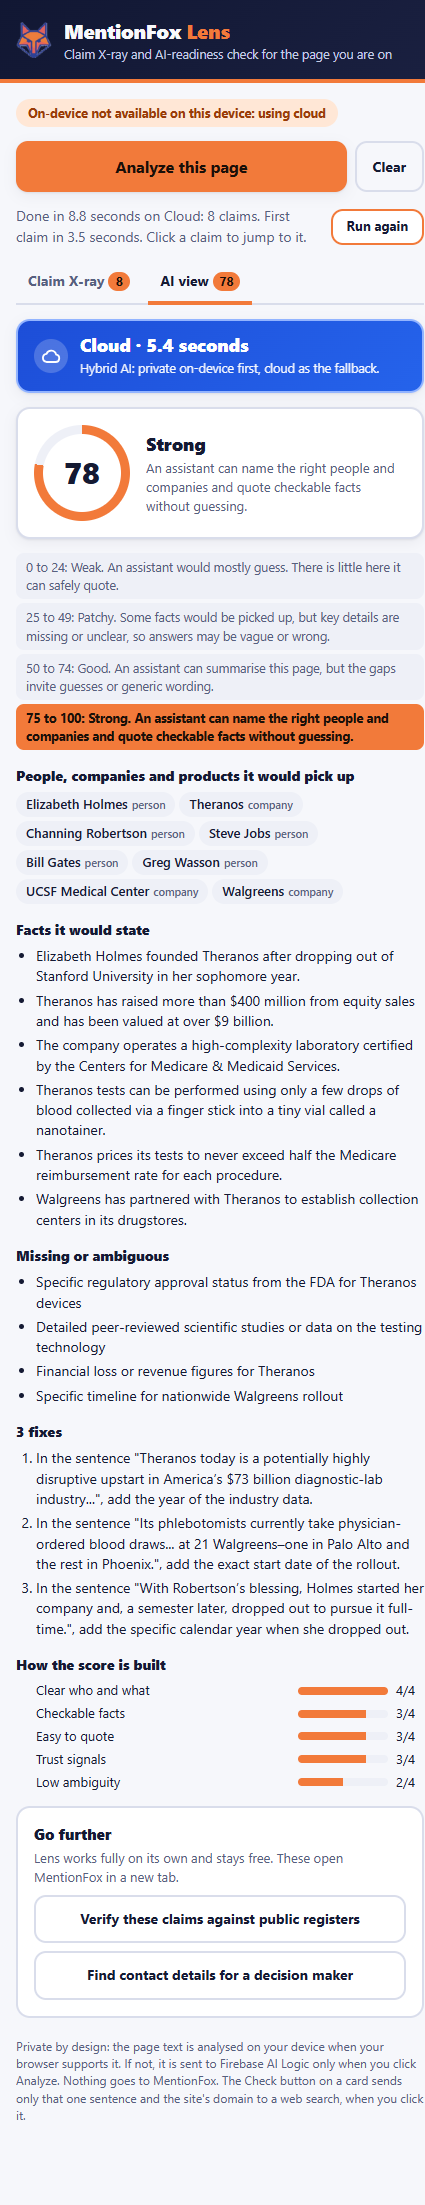 MentionFox Lens
Claim X-ray and AI-readiness check for the page you are on
On-device not available on this device: using cloud
Analyze this page
Clear
Done in 8.8 seconds on Cloud: 8 claims. First
claim in 3.5 seconds. Click a claim to jump to it.
Run again
Claim X-ray 8
AI view 78
Cloud · 5.4 seconds
Hybrid AI: private on-device first, cloud as the fallback.
78
Strong
An assistant can name the right people and
companies and quote checkable facts
without guessing.
0 to 24: Weak. An assistant would mostly guess. There is little here it
can safely quote.
25 to 49: Patchy. Some facts would be picked up, but key details are
missing or unclear, so answers may be vague or wrong.
50 to 74: Good. An assistant can summarise this page, but the gaps
invite guesses or generic wording.
75 to 100: Strong. An assistant can name the right people and
companies and quote checkable facts without guessing.
People, companies and products it would pick up
Elizabeth Holmes person
Theranos company
Channing Robertson person
Steve Jobs person
Bill Gates person
Greg Wasson person
UCSF Medical Center company
Walgreens company
Facts it would state
• Elizabeth Holmes founded Theranos after dropping out of
Stanford University in her sophomore year.
• Theranos has raised more than $400 million from equity sales
and has been valued at over $9 billion.
• The company operates a high-complexity laboratory certified
by the Centers for Medicare & Medicaid Services.
• Theranos tests can be performed using only a few drops of
blood collected via a finger stick into a tiny vial called a
nanotainer.
• Theranos prices its tests to never exceed half the Medicare
reimbursement rate for each procedure.
• Walgreens has partnered with Theranos to establish collection
centers in its drugstores.
Missing or ambiguous
• Specific regulatory approval status from the FDA for Theranos
devices
• Detailed peer-reviewed scientific studies or data on the testing
technology
• Financial loss or revenue figures for Theranos
• Specific timeline for nationwide Walgreens rollout
3 fixes
1. In the sentence "Theranos today is a potentially highly
disruptive upstart in America's $73 billion diagnostic-lab
industry...", add the year of the industry data.
2. In the sentence "Its phlebotomists currently take physician-
ordered blood draws... at 21 Walgreens–one in Palo Alto and
the rest in Phoenix.", add the exact start date of the rollout.
3. In the sentence "With Robertson's blessing, Holmes started her
company and, a semester later, dropped out to pursue it full-
time.", add the specific calendar year when she dropped out.
How the score is built
Clear who and what 4/4
Checkable facts 3/4
Easy to quote 3/4
Trust signals 3/4
Low ambiguity 2/4
Go further
Lens works fully on its own and stays free. These open
MentionFox in a new tab.
Verify these claims against public registers
Find contact details for a decision maker
Private by design: the page text is analysed on your device when your
browser supports it. If not, it is sent to Firebase AI Logic only when you click
Analyze. Nothing goes to MentionFox. The Check button on a card sends
only that one sentence and the site's domain to a web search, when you click
it.